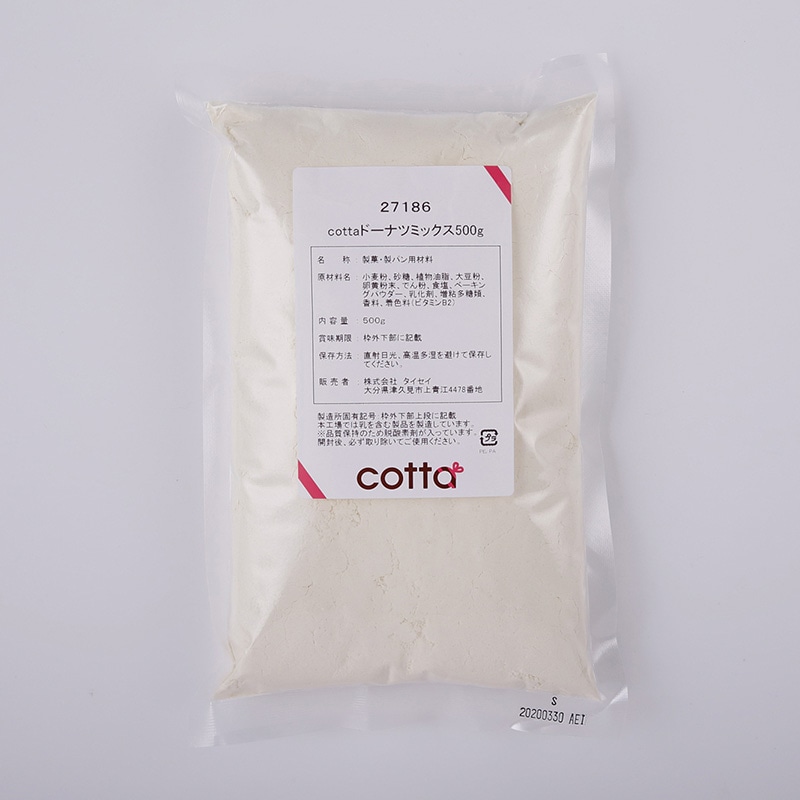 27186
cottaドーナツミックス500g
名　　称 : 製菓・製パン用材料
原材料名 : 小麦粉、砂糖、植物油脂、大豆粉、
卵黄粉末、でん粉、食塩、ベーキン
グパウダー、乳化剤、増粘多糖類、
香料、着色料(ビタミンB2)
内容量 : 500g
賞味期限 : 枠外下部に記載
保存方法 : 直射日光、高温多湿を避けて保存し
てください。
販売者 : 株式会社 タイセイ
大分県津久見市上青江4478番地
製造所固有記号:枠外下部上段に記載
本工場では乳を含む製品を製造しています。
※品質保持のため脱酸素剤が入っています。
開封後、必ず取り除いてご使用ください。
プラ
PE・PA
cotta
S
20200330 AEI